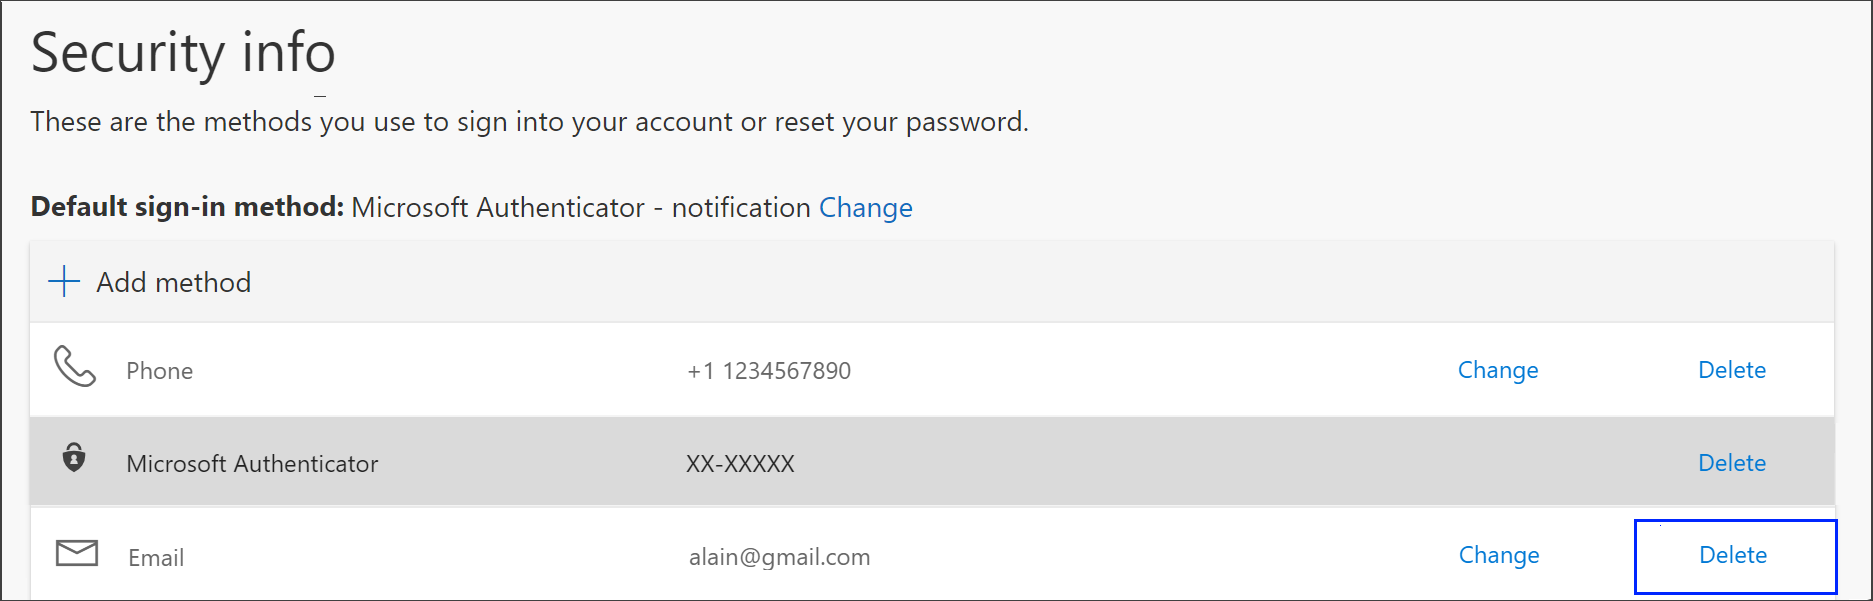 Security info
These are the methods you use to sign into your account or reset your password.
Default sign-in method: Microsoft Authenticator - notification Change
Add method
Phone +1 1234567890 Change Delete
Microsoft Authenticator XX-XXXXX Delete
Email alain@gmail.com Change Delete